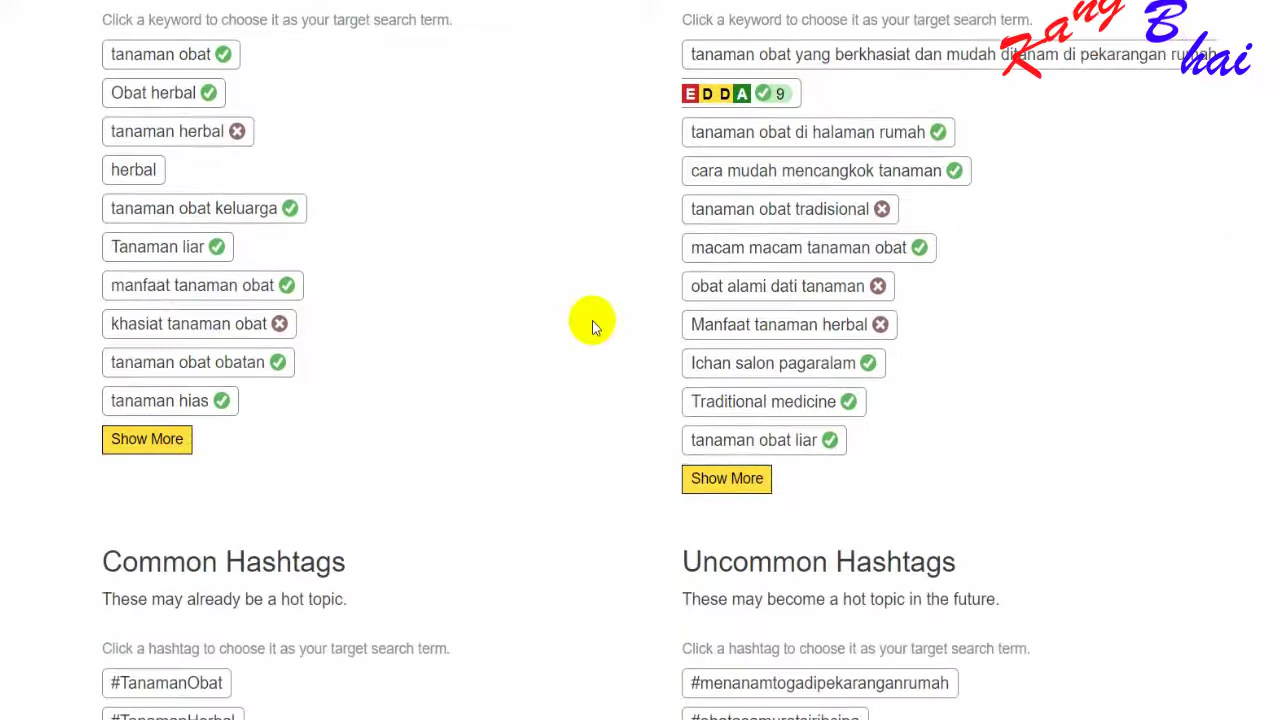 Click a keyword to choose it as your target search term.
tanaman obat
Obat herbal
tanaman herbal
herbal
tanaman obat keluarga
Tanaman liar
manfaat tanaman obat
khasiat tanaman obat
tanaman obat obatan
tanaman hias
Show More
Click a keyword to choose it as your target search term.
tanaman obat yang berkhasiat dan mudah ditanam di pekarangan rumah
E D D A 9
tanaman obat di halaman rumah
cara mudah mencangkok tanaman
tanaman obat tradisional
macam macam tanaman obat
obat alami dati tanaman
Manfaat tanaman herbal
Ichan salon pagaralam
Traditional medicine
tanaman obat liar
Show More
Kang Bhai
Common Hashtags
These may already be a hot topic.
Click a hashtag to choose it as your target search term.
#TanamanObat
#TanamanHerbal
Uncommon Hashtags
These may become a hot topic in the future.
Click a hashtag to choose it as your target search term.
#menanamtogadipekaranganrumah